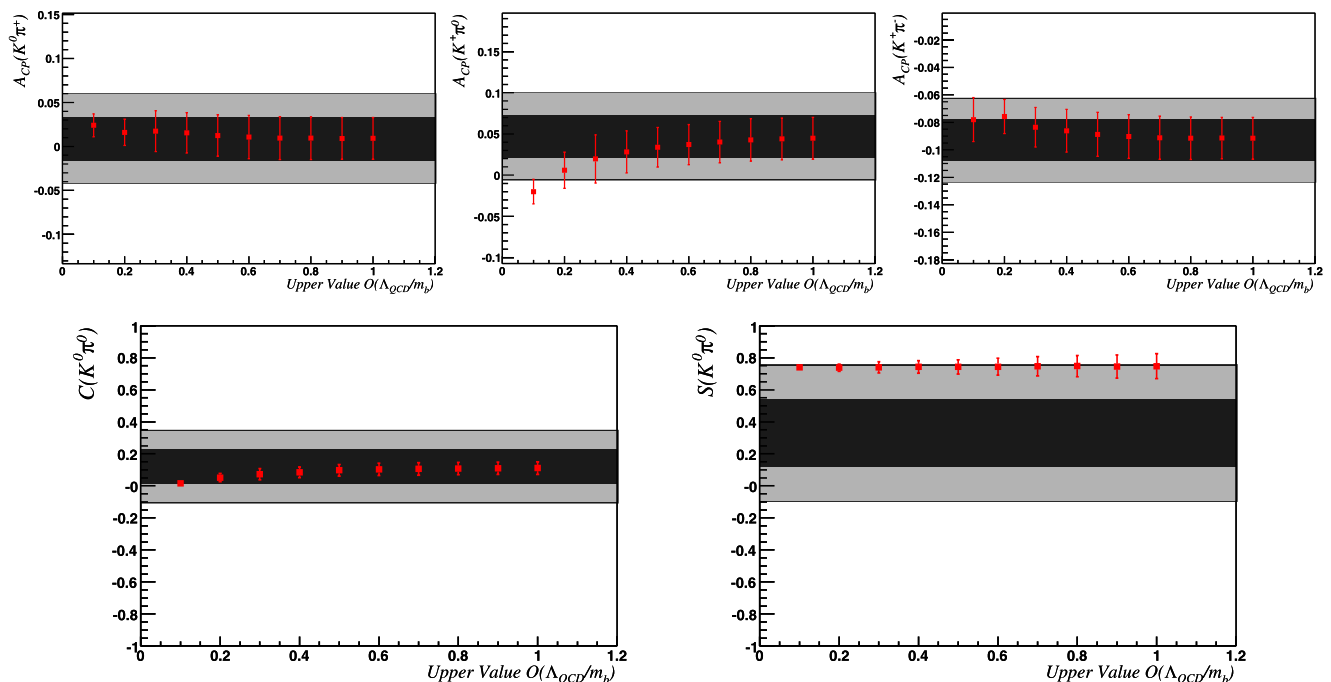 A_CP(K^0π^+)
0.15
0.1
0.05
0
-0.05
-0.1
0 0.2 0.4 0.6 0.8 1 1.2
Upper Value O(Λ_QCD/m_b)
A_CP(K^+π^0)
0.15
0.1
0.05
0
-0.05
-0.1
0 0.2 0.4 0.6 0.8 1 1.2
Upper Value O(Λ_QCD/m_b)
A_CP(K^+π^-)
-0.02
-0.04
-0.06
-0.08
-0.1
-0.12
-0.14
-0.16
-0.18
0 0.2 0.4 0.6 0.8 1 1.2
Upper Value O(Λ_QCD/m_b)
C(K^0π^0)
1
0.8
0.6
0.4
0.2
-0
-0.2
-0.4
-0.6
-0.8
-1
0 0.2 0.4 0.6 0.8 1 1.2
Upper Value O(Λ_QCD/m_b)
S(K^0π^0)
1
0.8
0.6
0.4
0.2
-0
-0.2
-0.4
-0.6
-0.8
-1
0 0.2 0.4 0.6 0.8 1 1.2
Upper Value O(Λ_QCD/m_b)